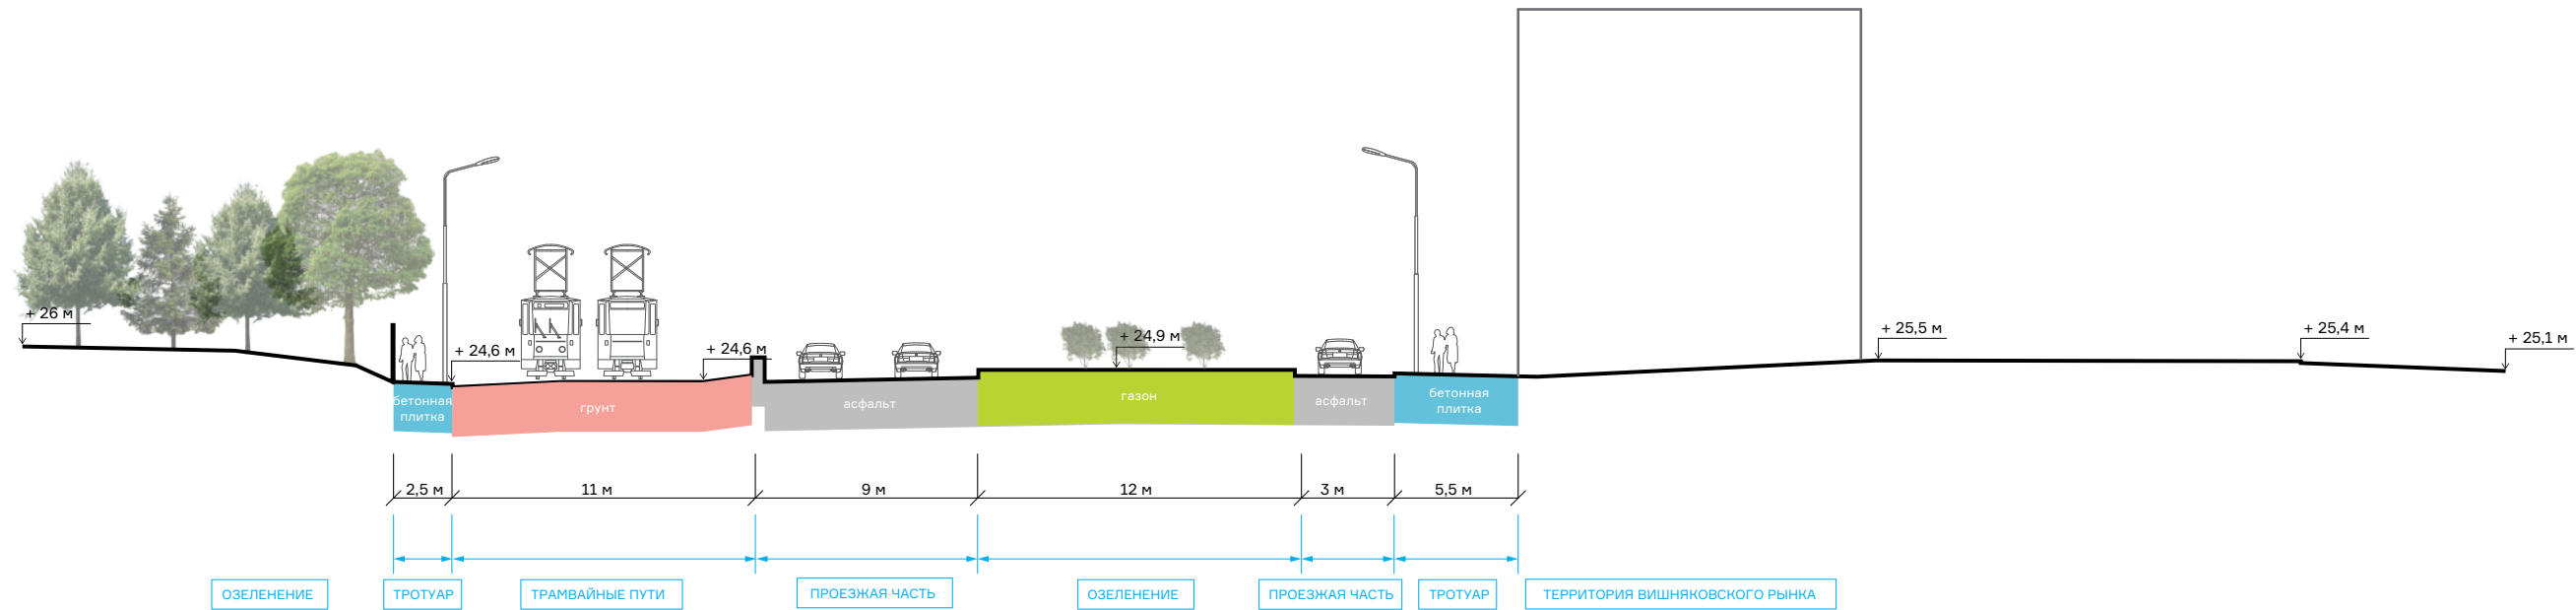 + 26 м
+ 24,6 м
+ 24,6 м
+ 24,9 м
+ 25,5 м
+ 25,4 м
+ 25,1 м
бетонная
плитка
грунт
асфальт
газон
асфальт
бетонная
плитка
2,5 м
11 м
9 м
12 м
3 м
5,5 м
ОЗЕЛЕНЕНИЕ
ТРОТУАР
ТРАМВАЙНЫЕ ПУТИ
ПРОЕЗЖАЯ ЧАСТЬ
ОЗЕЛЕНЕНИЕ
ПРОЕЗЖАЯ ЧАСТЬ
ТРОТУАР
ТЕРРИТОРИЯ ВИШНЯКОВСКОГО РЫНКА